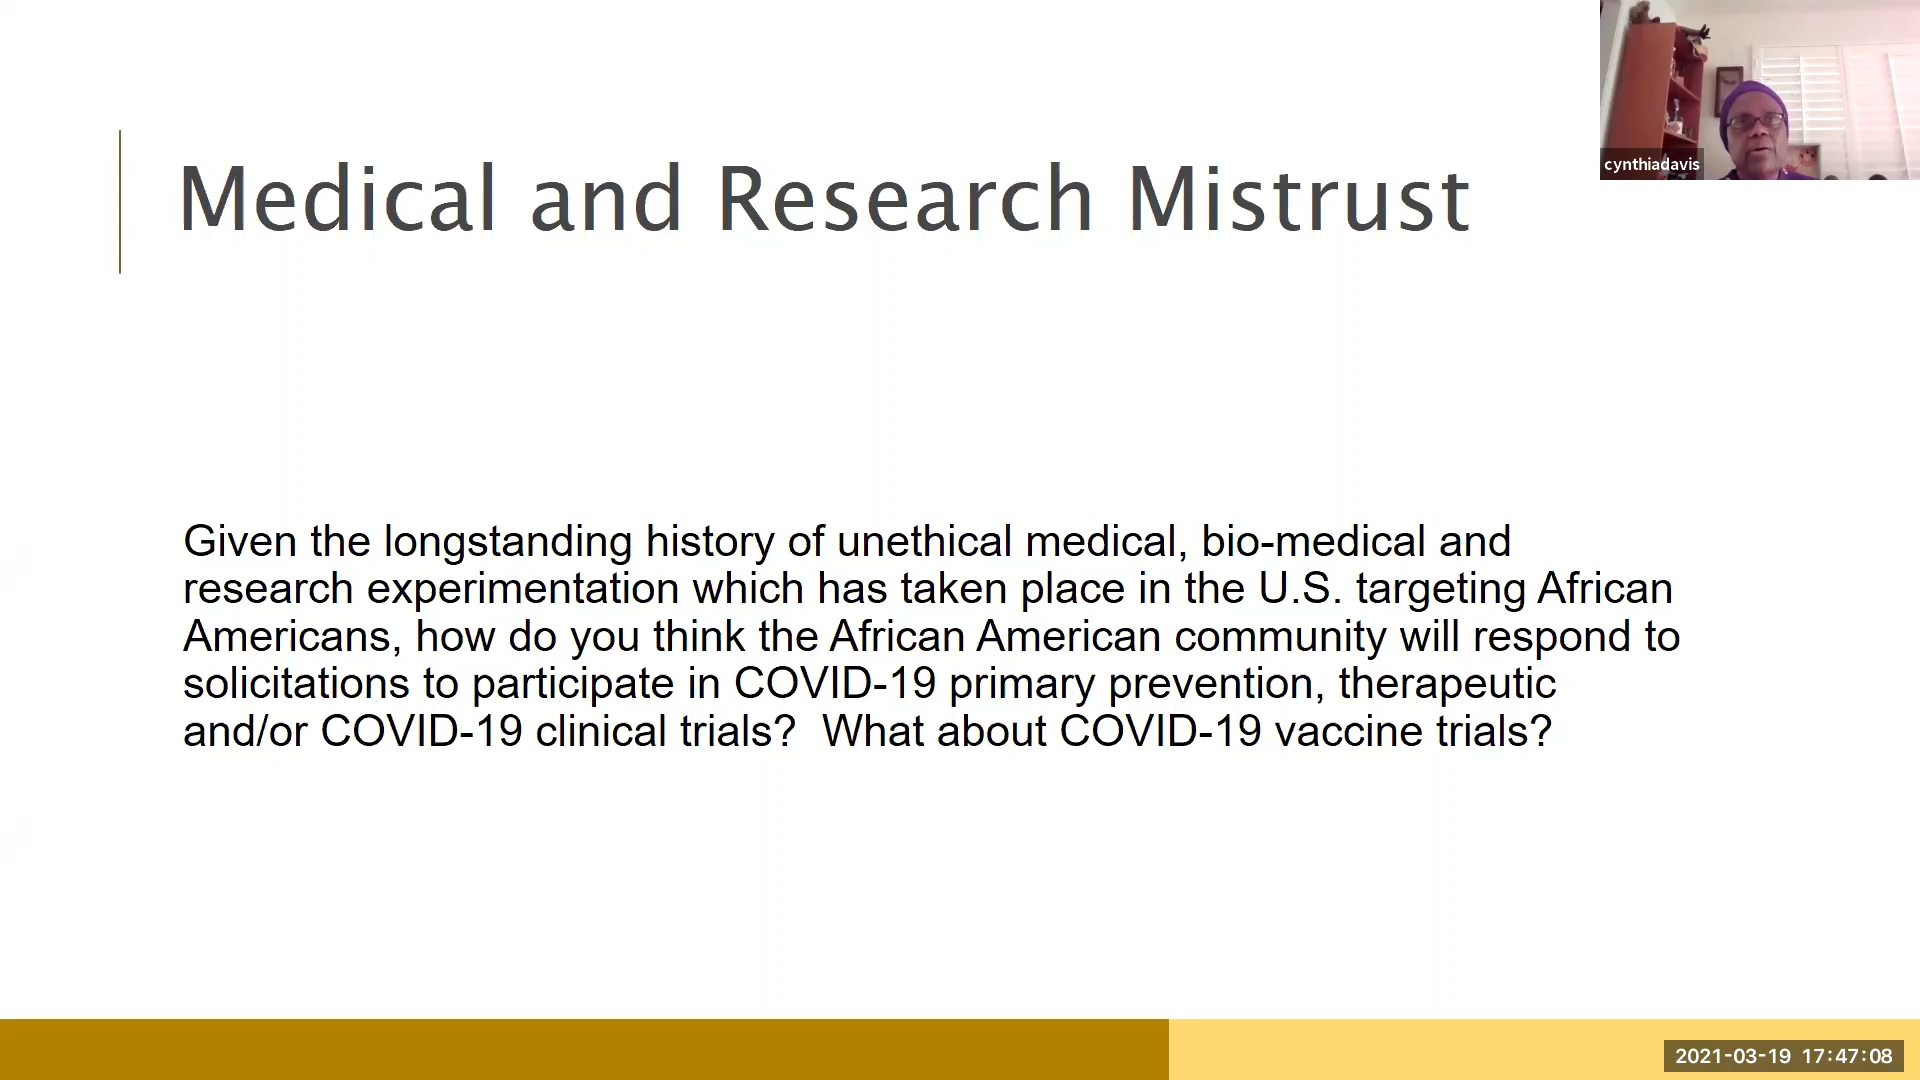 cynthiadavis
Medical and Research Mistrust
Given the longstanding history of unethical medical, bio-medical and
research experimentation which has taken place in the U.S. targeting African
Americans, how do you think the African American community will respond to
solicitations to participate in COVID-19 primary prevention, therapeutic
and/or COVID-19 clinical trials?  What about COVID-19 vaccine trials?
2021-03-19 17:47:08